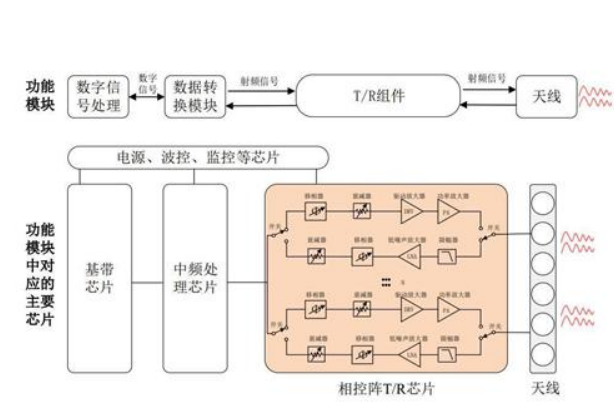 功能
模块
数字信
号处理
数字
信号
数据转
换模块
射频信号
T/R组件
射频信号
天线
电源、波控、监控等芯片
功能
模块
中对
应的
主要
芯片
基带
芯片
中频处
理芯片
移相器 衰减器 驱动放大器 功率放大器
开关
DRV PA
开关
衰减器 移相器 低噪声放大器 限幅器
LNA
移相器 衰减器 驱动放大器 功率放大器
开关
DRV PA
开关
衰减器 移相器 低噪声放大器 限幅器
LNA
相控阵T/R芯片
天线